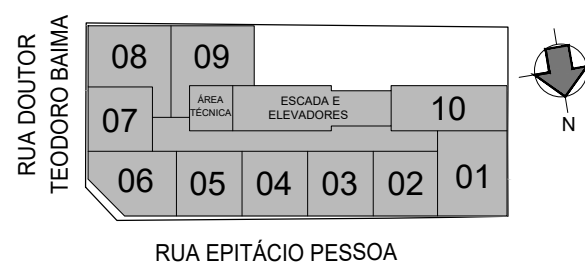 RUA DOUTOR
TEODORO BAIMA
08
09
07
ÁREA
TÉCNICA
ESCADA E
ELEVADORES
10
06
05
04
03
02
01
N
RUA EPITÁCIO PESSOA